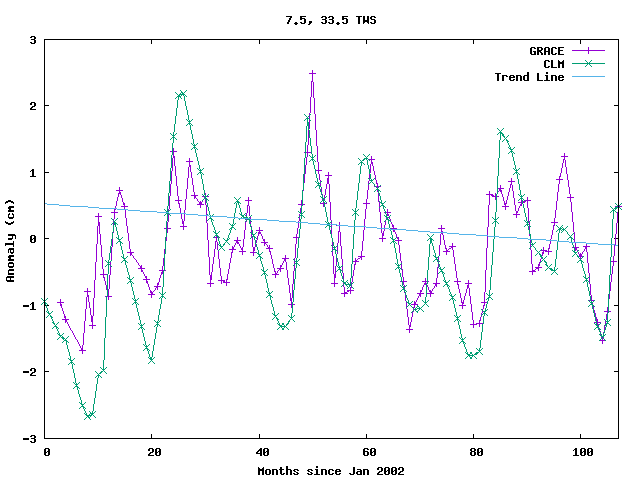 7.5, 33.5 TWS
GRACE
CLM
Trend Line
3
2
1
0
-1
-2
-3
Anomaly (cm)
0 20 40 60 80 100
Months since Jan 2002